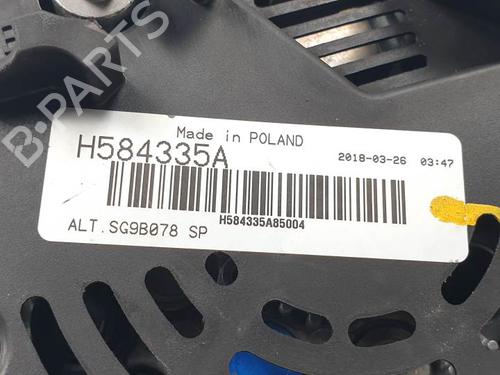 B-PARTS
Made in POLAND
H584335A
2018-03-26 03:47
H584335A85004
ALT.SG9B078 SP